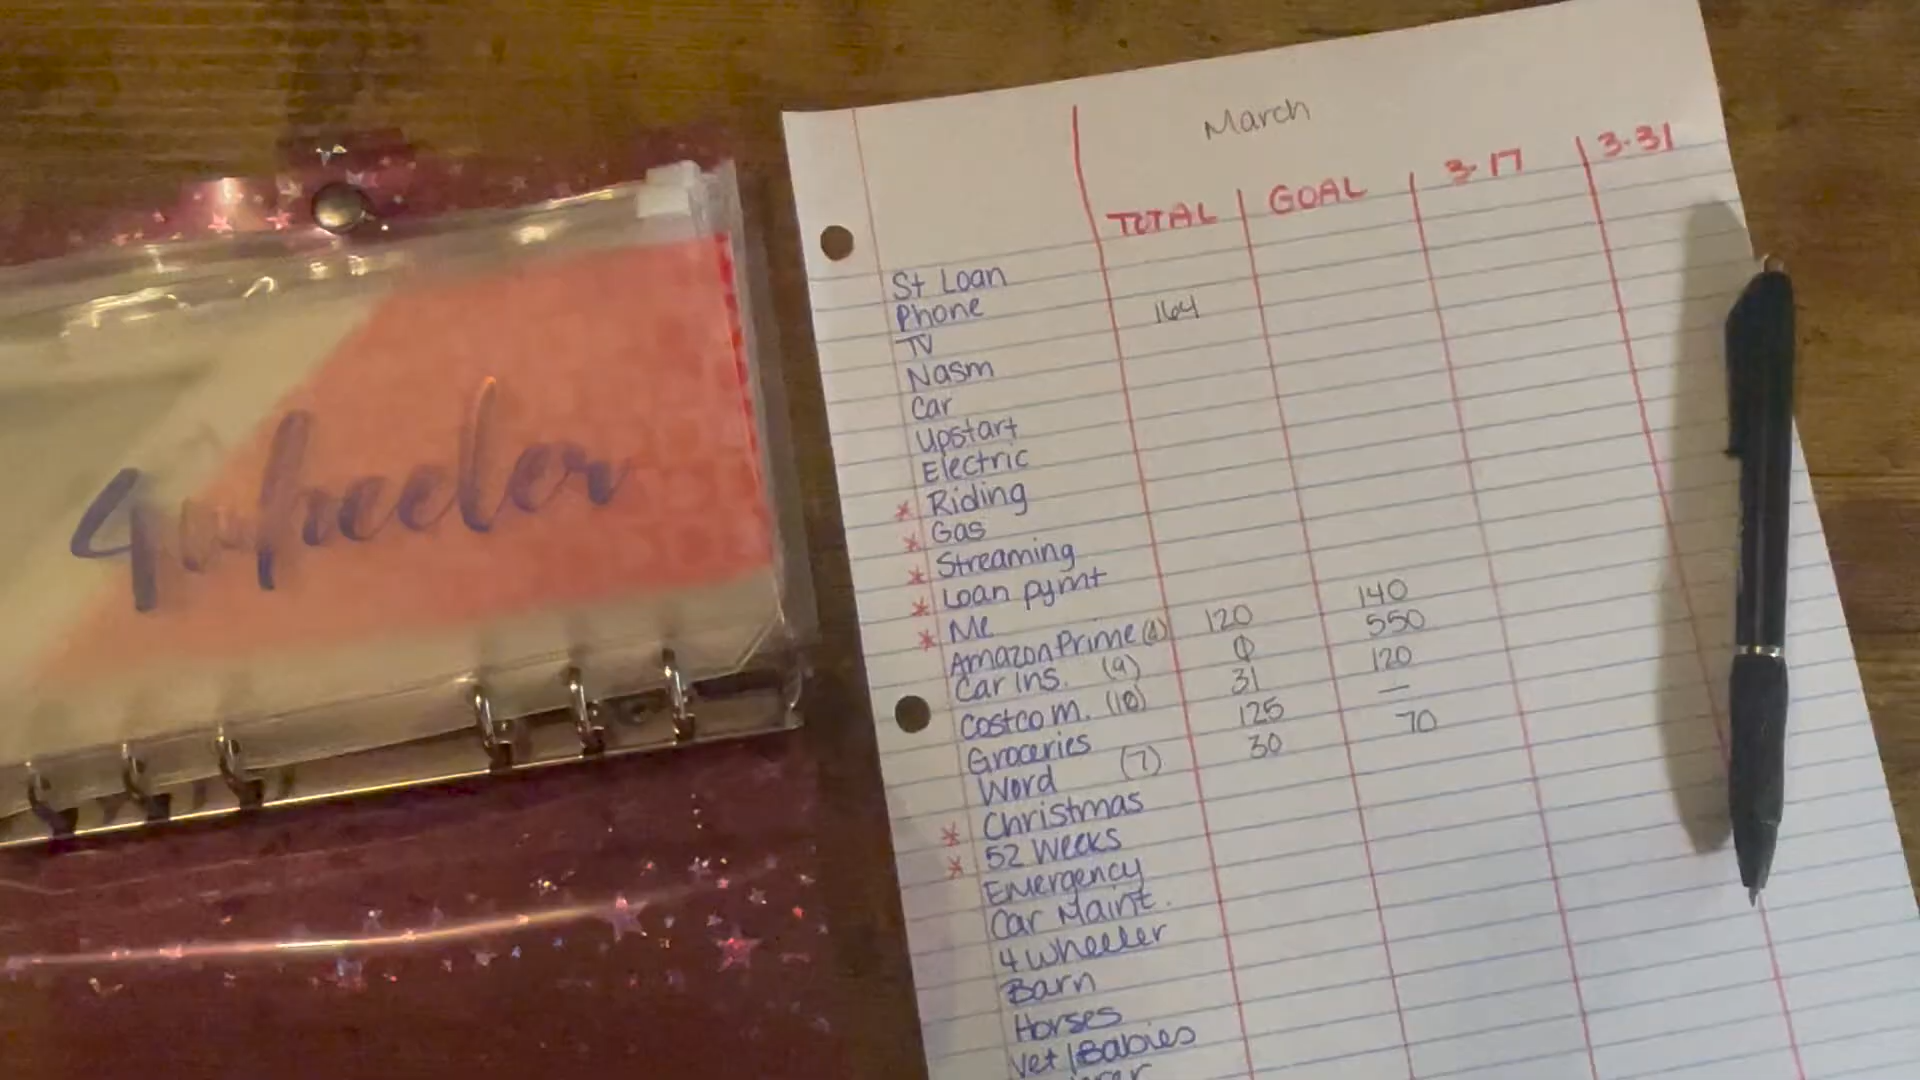 4 wheeler
March
TOTAL GOAL 3.17 3.31
St Loan
Phone 164
TV
Nasm
Car
Upstart
Electric
* Riding
* Gas
* Streaming
* Loan pymt
* Me
Amazon Prime 120 140
Car Ins. (9) 0 550
Costco M. (10) 31 120
Groceries 125 —
Word (7) 30 70
* Christmas
* 52 Weeks
Emergency
Car Maint.
4 wheeler
Barn
Horses
Vet/Babies